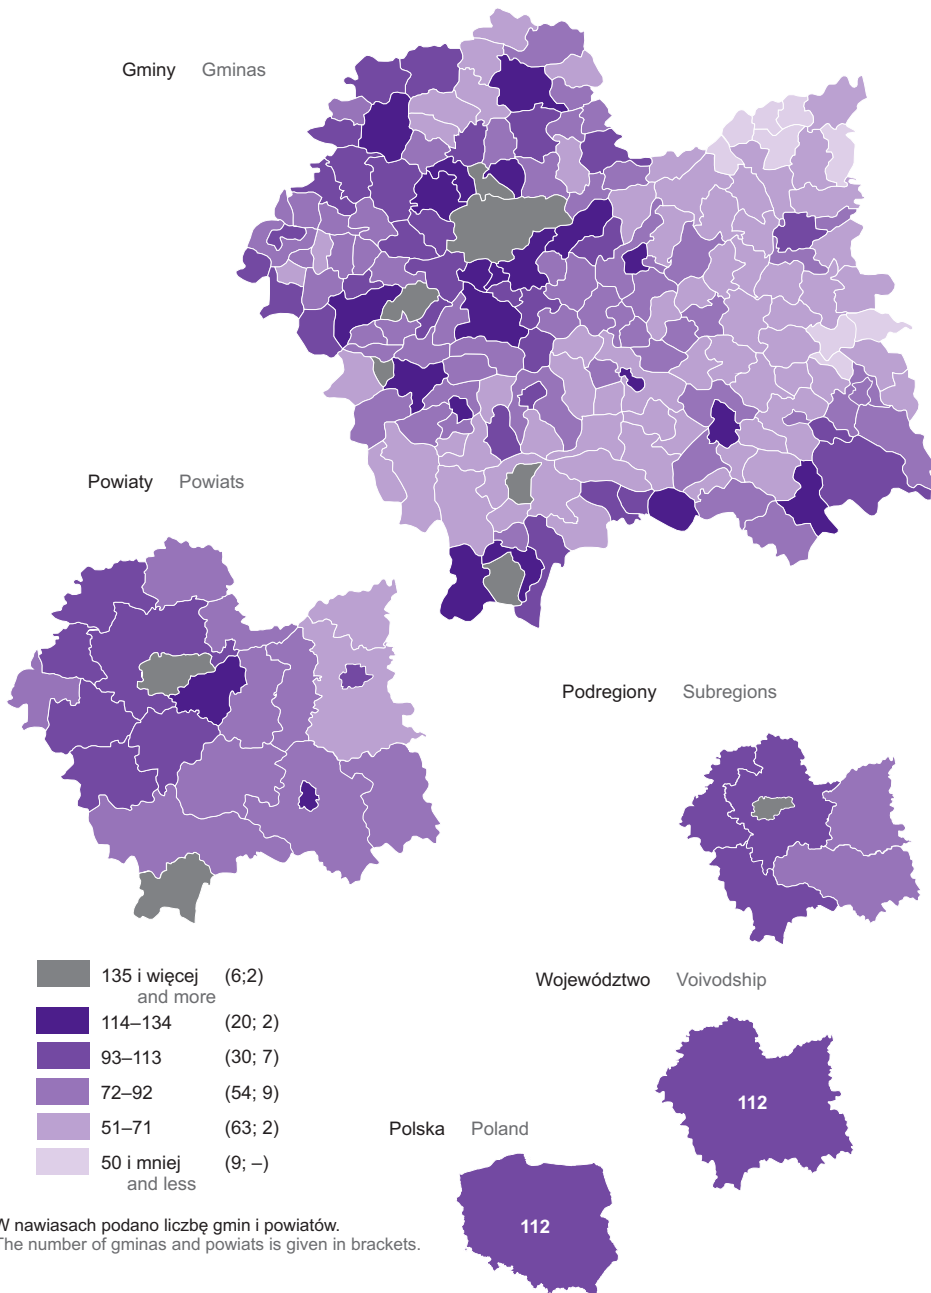 Gminy Gminas
Powiaty Powiats
Podregiony Subregions
135 i więcej (6;2)
and more
114–134 (20; 2)
93–113 (30; 7)
72–92 (54; 9)
51–71 (63; 2)
50 i mniej (9; –)
and less
Województwo Voivodship
112
Polska Poland
112
W nawiasach podano liczbę gmin i powiatów.
The number of gminas and powiats is given in brackets.